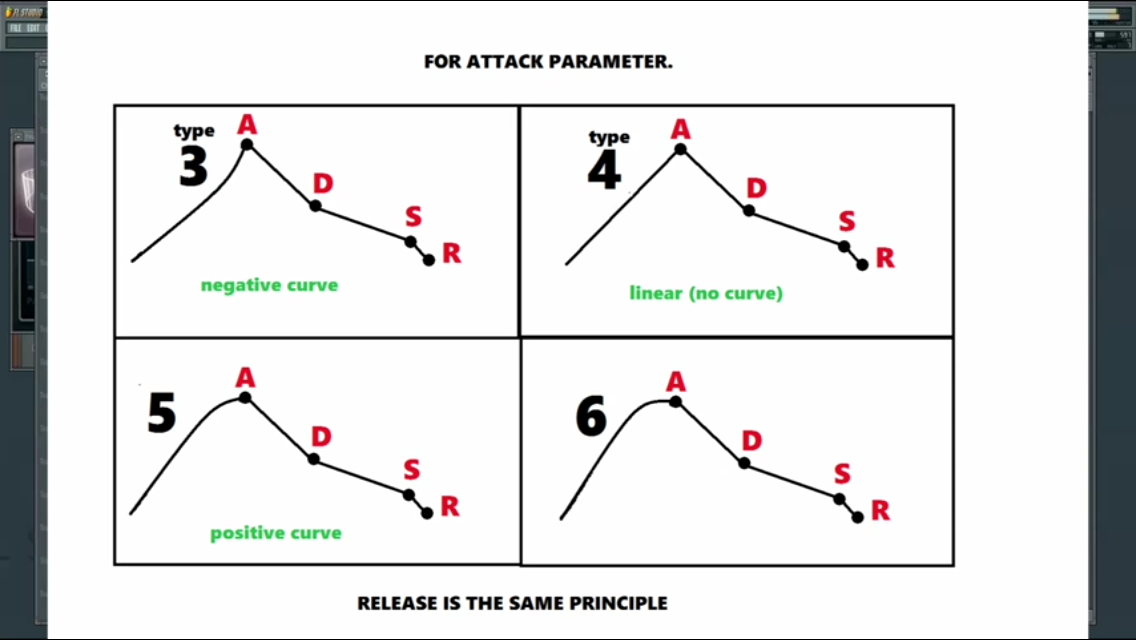 FL STUDIO
FILE EDIT
FOR ATTACK PARAMETER.
type
3
A
D
S
R
negative curve
type
4
A
D
S
R
linear (no curve)
5
A
D
S
R
positive curve
6
A
D
S
R
RELEASE IS THE SAME PRINCIPLE